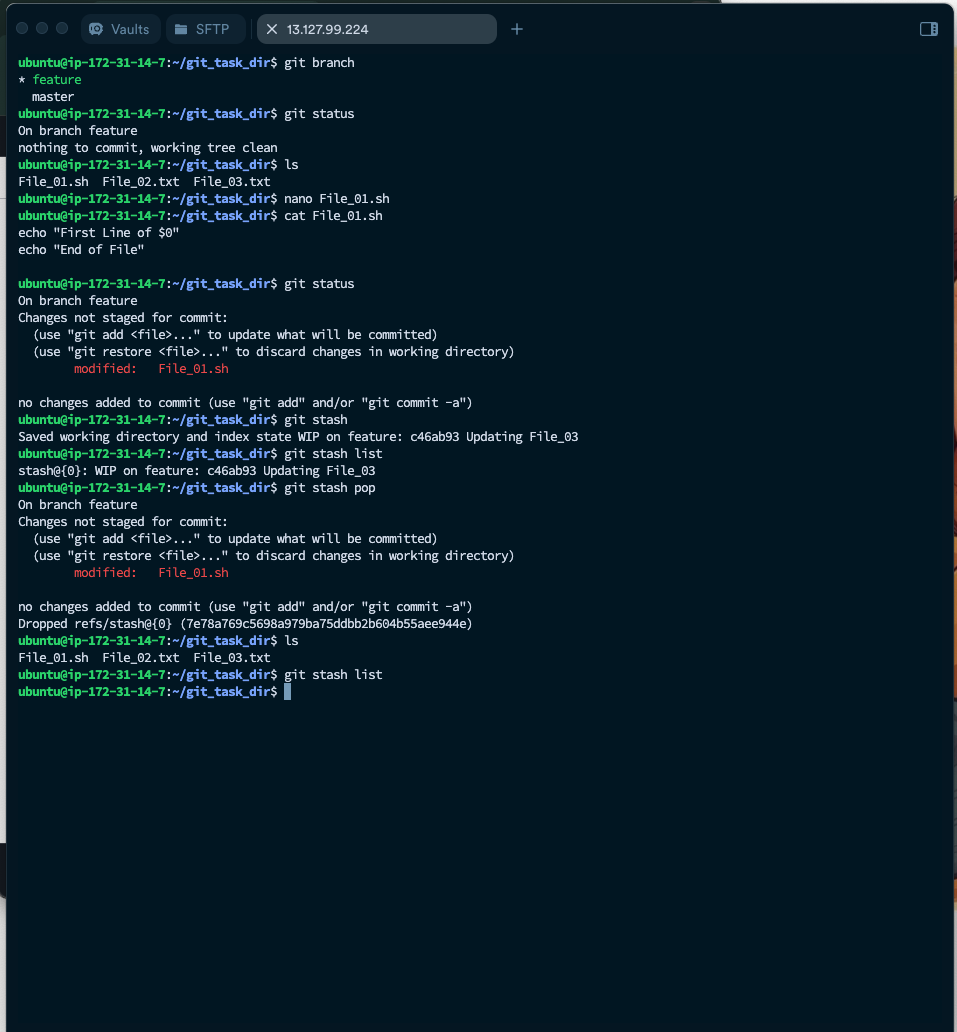 Vaults SFTP 13.127.99.224
ubuntu@ip-172-31-14-7:~/git_task_dir$ git branch
* feature
  master
ubuntu@ip-172-31-14-7:~/git_task_dir$ git status
On branch feature
nothing to commit, working tree clean
ubuntu@ip-172-31-14-7:~/git_task_dir$ ls
File_01.sh  File_02.txt  File_03.txt
ubuntu@ip-172-31-14-7:~/git_task_dir$ nano File_01.sh
ubuntu@ip-172-31-14-7:~/git_task_dir$ cat File_01.sh
echo "First Line of $0"
echo "End of File"
ubuntu@ip-172-31-14-7:~/git_task_dir$ git status
On branch feature
Changes not staged for commit:
  (use "git add <file>..." to update what will be committed)
  (use "git restore <file>..." to discard changes in working directory)
        modified:   File_01.sh
no changes added to commit (use "git add" and/or "git commit -a")
ubuntu@ip-172-31-14-7:~/git_task_dir$ git stash
Saved working directory and index state WIP on feature: c46ab93 Updating File_03
ubuntu@ip-172-31-14-7:~/git_task_dir$ git stash list
stash@{0}: WIP on feature: c46ab93 Updating File_03
ubuntu@ip-172-31-14-7:~/git_task_dir$ git stash pop
On branch feature
Changes not staged for commit:
  (use "git add <file>..." to update what will be committed)
  (use "git restore <file>..." to discard changes in working directory)
        modified:   File_01.sh
no changes added to commit (use "git add" and/or "git commit -a")
Dropped refs/stash@{0} (7e78a769c5698a979ba75ddbb2b604b55aee944e)
ubuntu@ip-172-31-14-7:~/git_task_dir$ ls
File_01.sh  File_02.txt  File_03.txt
ubuntu@ip-172-31-14-7:~/git_task_dir$ git stash list
ubuntu@ip-172-31-14-7:~/git_task_dir$